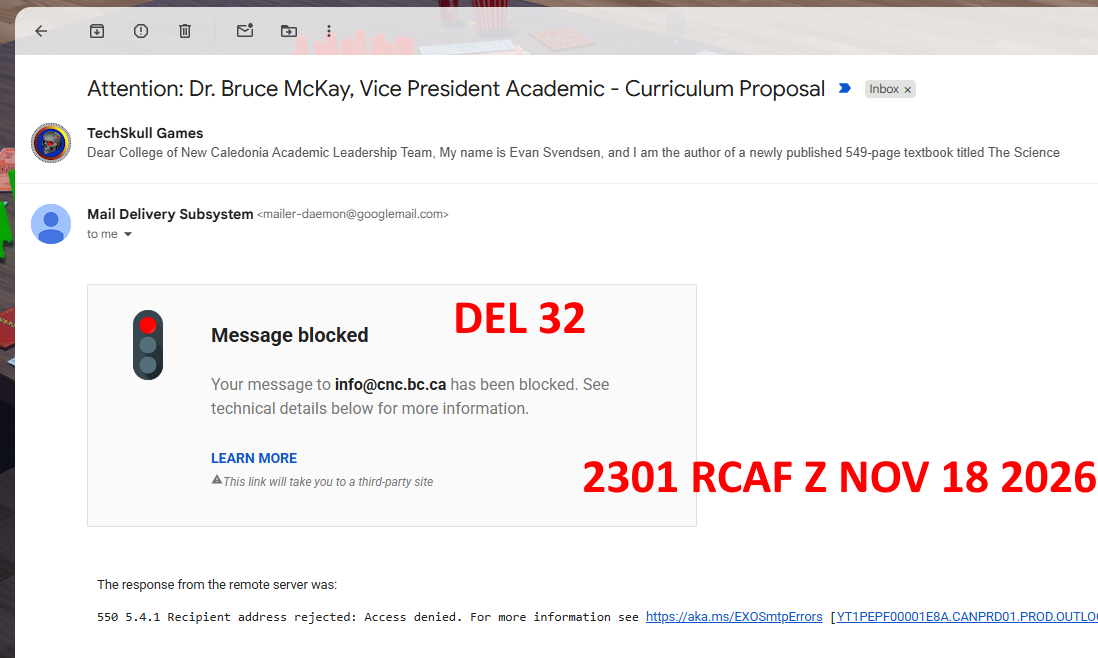 Attention: Dr. Bruce McKay, Vice President Academic - Curriculum Proposal Inbox ×
TechSkull Games
Dear College of New Caledonia Academic Leadership Team, My name is Evan Svendsen, and I am the author of a newly published 549-page textbook titled The Science
Mail Delivery Subsystem <mailer-daemon@googlemail.com>
to me
DEL 32
Message blocked
Your message to info@cnc.bc.ca has been blocked. See
technical details below for more information.
LEARN MORE
This link will take you to a third-party site
2301 RCAF Z NOV 18 2026
The response from the remote server was:
550 5.4.1 Recipient address rejected: Access denied. For more information see https://aka.ms/EXOSmtpErrors [YT1PEPF00001E8A.CANPRD01.PROD.OUTLO